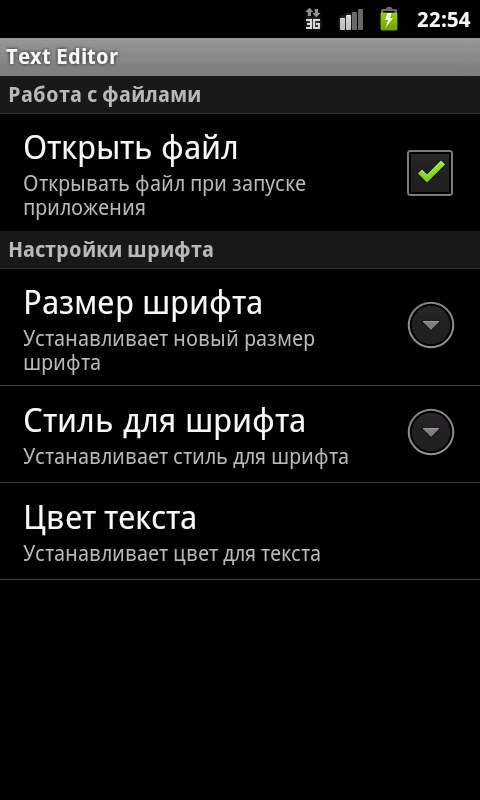 3G 22:54
Text Editor
Работа с файлами
Открыть файл
Открывать файл при запуске
приложения
Настройки шрифта
Размер шрифта
Устанавливает новый размер
шрифта
Стиль для шрифта
Устанавливает стиль для шрифта
Цвет текста
Устанавливает цвет для текста